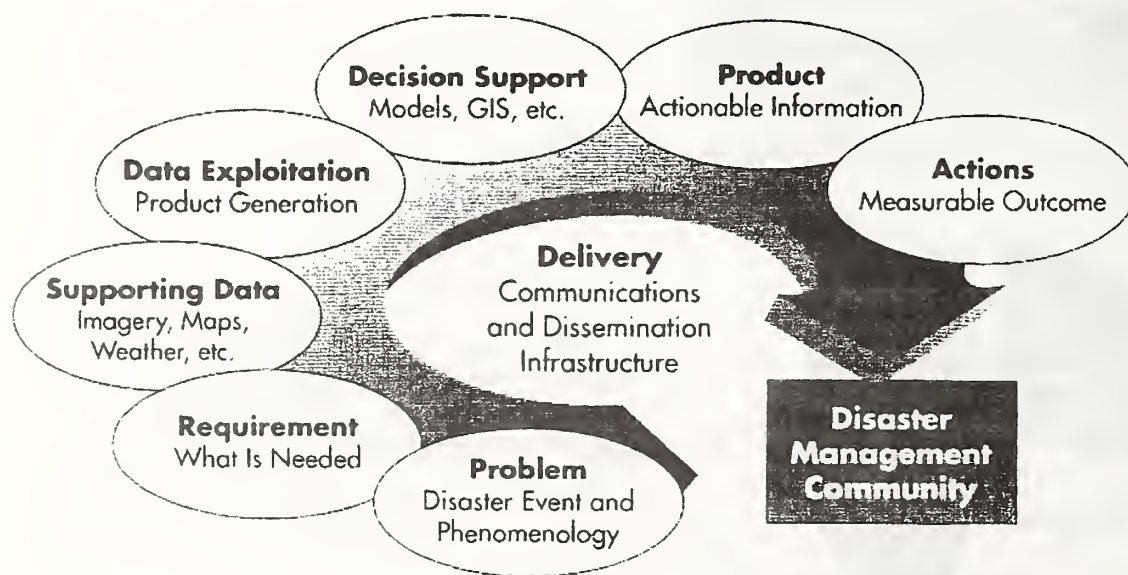 Decision Support
Models, GIS, etc.
Product
Actionable Information
Data Exploitation
Product Generation
Actions
Measurable Outcome
Supporting Data
Imagery, Maps,
Weather, etc.
Delivery
Communications
and Dissemination
Infrastructure
Requirement
What Is Needed
Problem
Disaster Event and
Phenomenology
Disaster
Management
Community